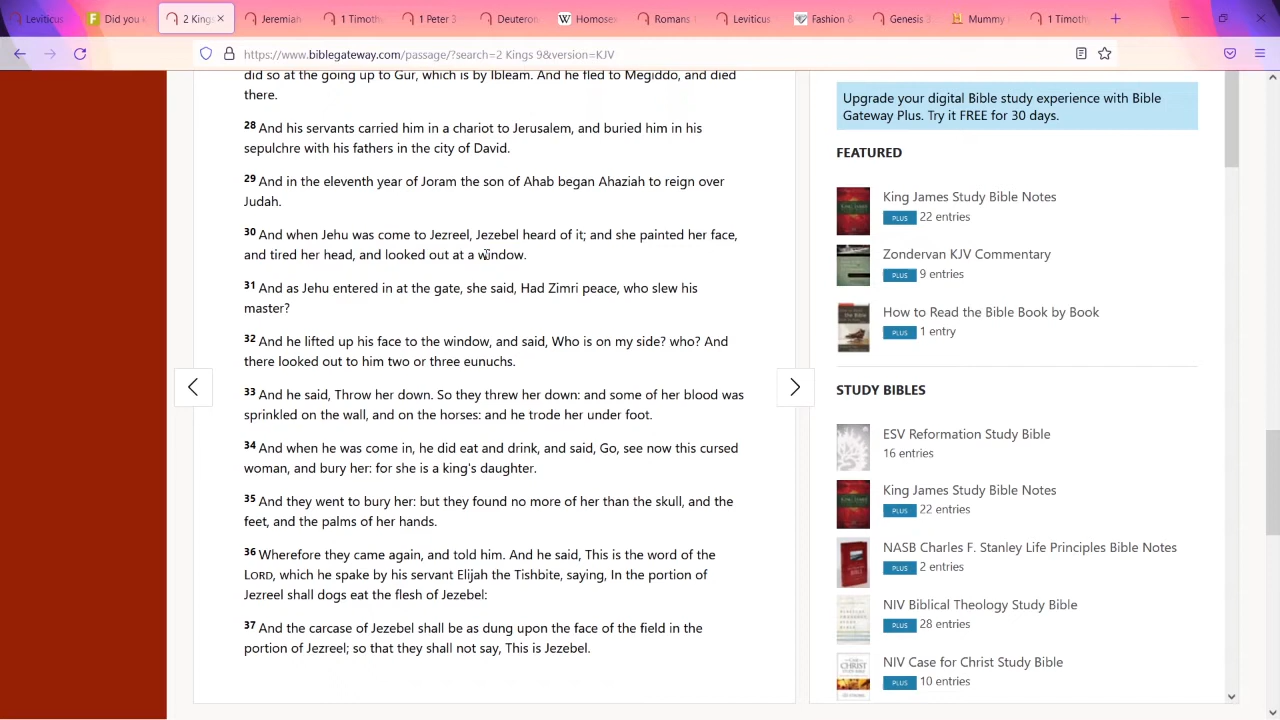 Leviticus
Did you k
2 Kings
Jeremiah
1 Timoth
1 Peter 3
Deuteron
Homosex
Romans 1
Leviticus
Fashion &
Genesis 3
Mummy
1 Timothy
https://www.biblegateway.com/passage/?search=2 Kings 9&version=KJV
did so at the going up to Gur, which is by Ibleam. And he fled to Megiddo, and died
there.
28 And his servants carried him in a chariot to Jerusalem, and buried him in his
sepulchre with his fathers in the city of David.
29 And in the eleventh year of Joram the son of Ahab began Ahaziah to reign over
Judah.
30 And when Jehu was come to Jezreel, Jezebel heard of it; and she painted her face,
and tired her head, and looked out at a window.
31 And as Jehu entered in at the gate, she said, Had Zimri peace, who slew his
master?
32 And he lifted up his face to the window, and said, Who is on my side? who? And
there looked out to him two or three eunuchs.
33 And he said, Throw her down. So they threw her down: and some of her blood was
sprinkled on the wall, and on the horses: and he trode her under foot.
34 And when he was come in, he did eat and drink, and said, Go, see now this cursed
woman, and bury her: for she is a king's daughter.
35 And they went to bury her: but they found no more of her than the skull, and the
feet, and the palms of her hands.
36 Wherefore they came again, and told him. And he said, This is the word of the
LORD, which he spake by his servant Elijah the Tishbite, saying, In the portion of
Jezreel shall dogs eat the flesh of Jezebel:
37 And the carcase of Jezebel shall be as dung upon the face of the field in the
portion of Jezreel; so that they shall not say, This is Jezebel.
Upgrade your digital Bible study experience with Bible
Gateway Plus. Try it FREE for 30 days.
FEATURED
King James Study Bible Notes
PLUS 22 entries
Zondervan KJV Commentary
PLUS 9 entries
How to Read the Bible Book by Book
PLUS 1 entry
STUDY BIBLES
ESV Reformation Study Bible
16 entries
King James Study Bible Notes
PLUS 22 entries
NASB Charles F. Stanley Life Principles Bible Notes
PLUS 2 entries
NIV Biblical Theology Study Bible
PLUS 28 entries
NIV Case for Christ Study Bible
PLUS 10 entries